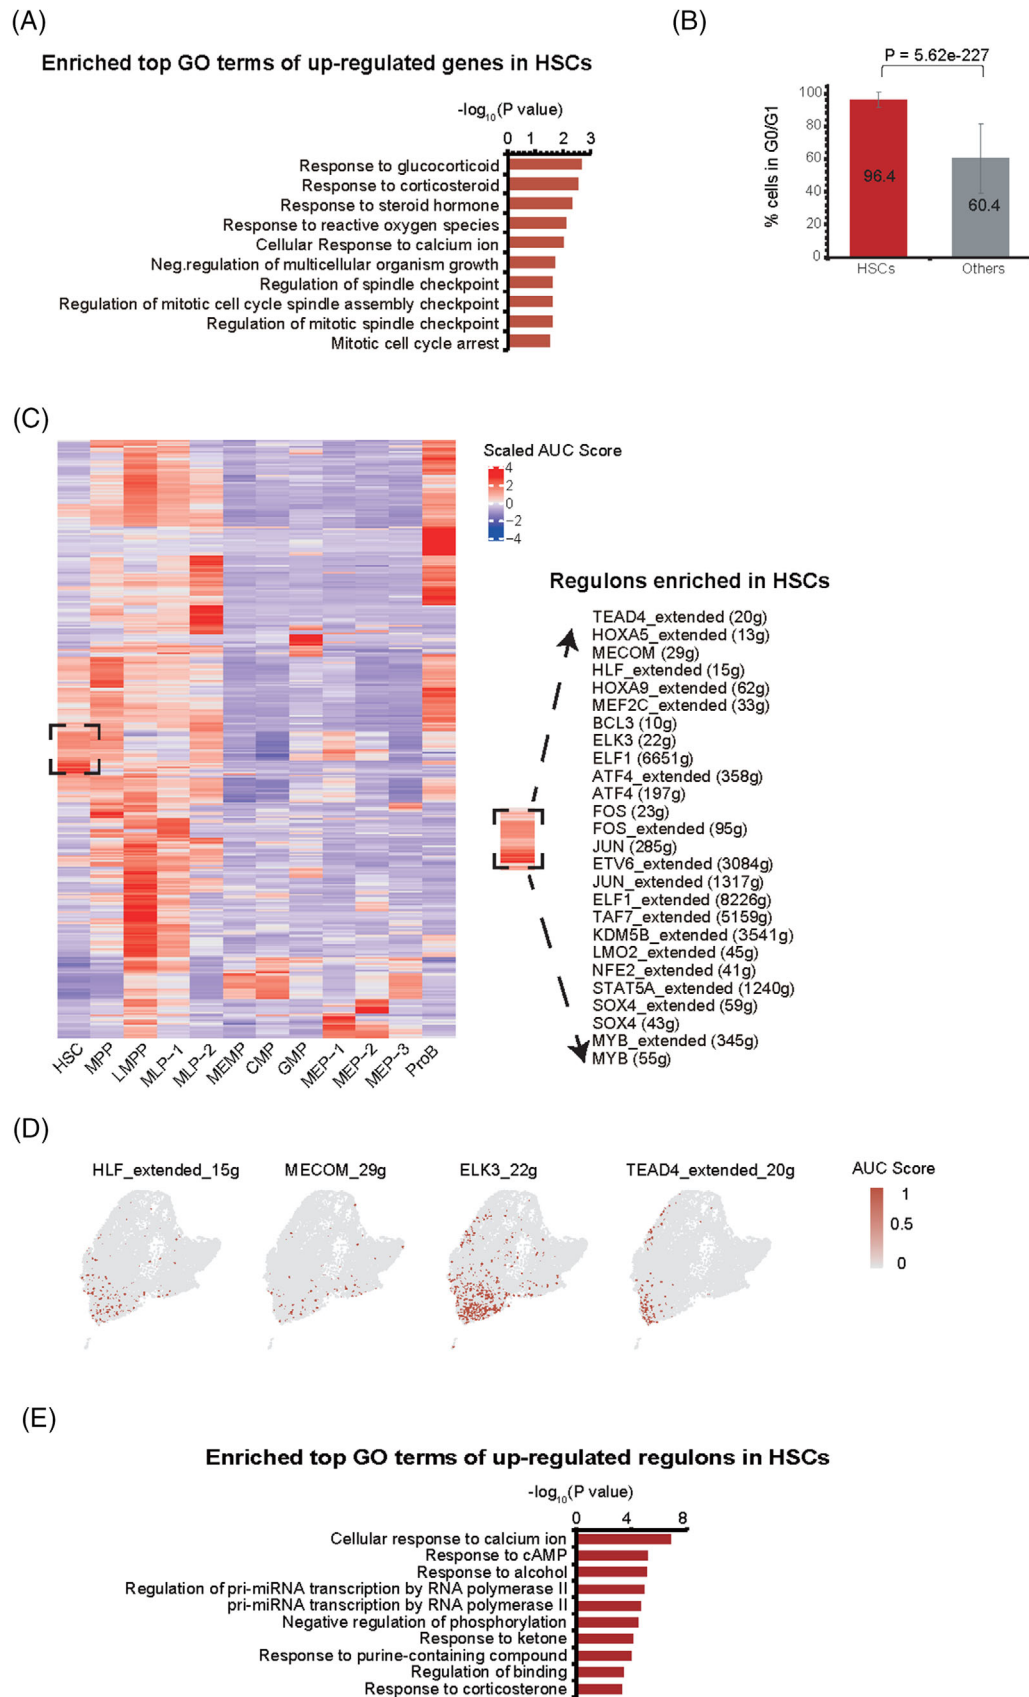 (A)
Enriched top GO terms of up-regulated genes in HSCs
-log10(P value)
0 1 2 3
Response to glucocorticoid
Response to corticosteroid
Response to steroid hormone
Response to reactive oxygen species
Cellular Response to calcium ion
Neg.regulation of multicellular organism growth
Regulation of spindle checkpoint
Regulation of mitotic cell cycle spindle assembly checkpoint
Regulation of mitotic spindle checkpoint
Mitotic cell cycle arrest
(B)
P = 5.62e-227
% cells in G0/G1
100
80
60
40
20
0
96.4
60.4
HSCs Others
(C)
Scaled AUC Score
4
2
0
−2
−4
HSC MPP LMPP MLP−1 MLP−2 MEMP CMP GMP MEP−1 MEP−2 MEP−3 ProB
Regulons enriched in HSCs
TEAD4_extended (20g)
HOXA5_extended (13g)
MECOM (29g)
HLF_extended (15g)
HOXA9_extended (62g)
MEF2C_extended (33g)
BCL3 (10g)
ELK3 (22g)
ELF1 (6651g)
ATF4_extended (358g)
ATF4 (197g)
FOS (23g)
FOS_extended (95g)
JUN (285g)
ETV6_extended (3084g)
JUN_extended (1317g)
ELF1_extended (8226g)
TAF7_extended (5159g)
KDM5B_extended (3541g)
LMO2_extended (45g)
NFE2_extended (41g)
STAT5A_extended (1240g)
SOX4_extended (59g)
SOX4 (43g)
MYB_extended (345g)
MYB (55g)
(D)
HLF_extended_15g MECOM_29g ELK3_22g TEAD4_extended_20g
AUC Score
1
0.5
0
(E)
Enriched top GO terms of up-regulated regulons in HSCs
-log10(P value)
0 4 8
Cellular response to calcium ion
Response to cAMP
Response to alcohol
Regulation of pri-miRNA transcription by RNA polymerase II
pri-miRNA transcription by RNA polymerase II
Negative regulation of phosphorylation
Response to ketone
Response to purine-containing compound
Regulation of binding
Response to corticosterone